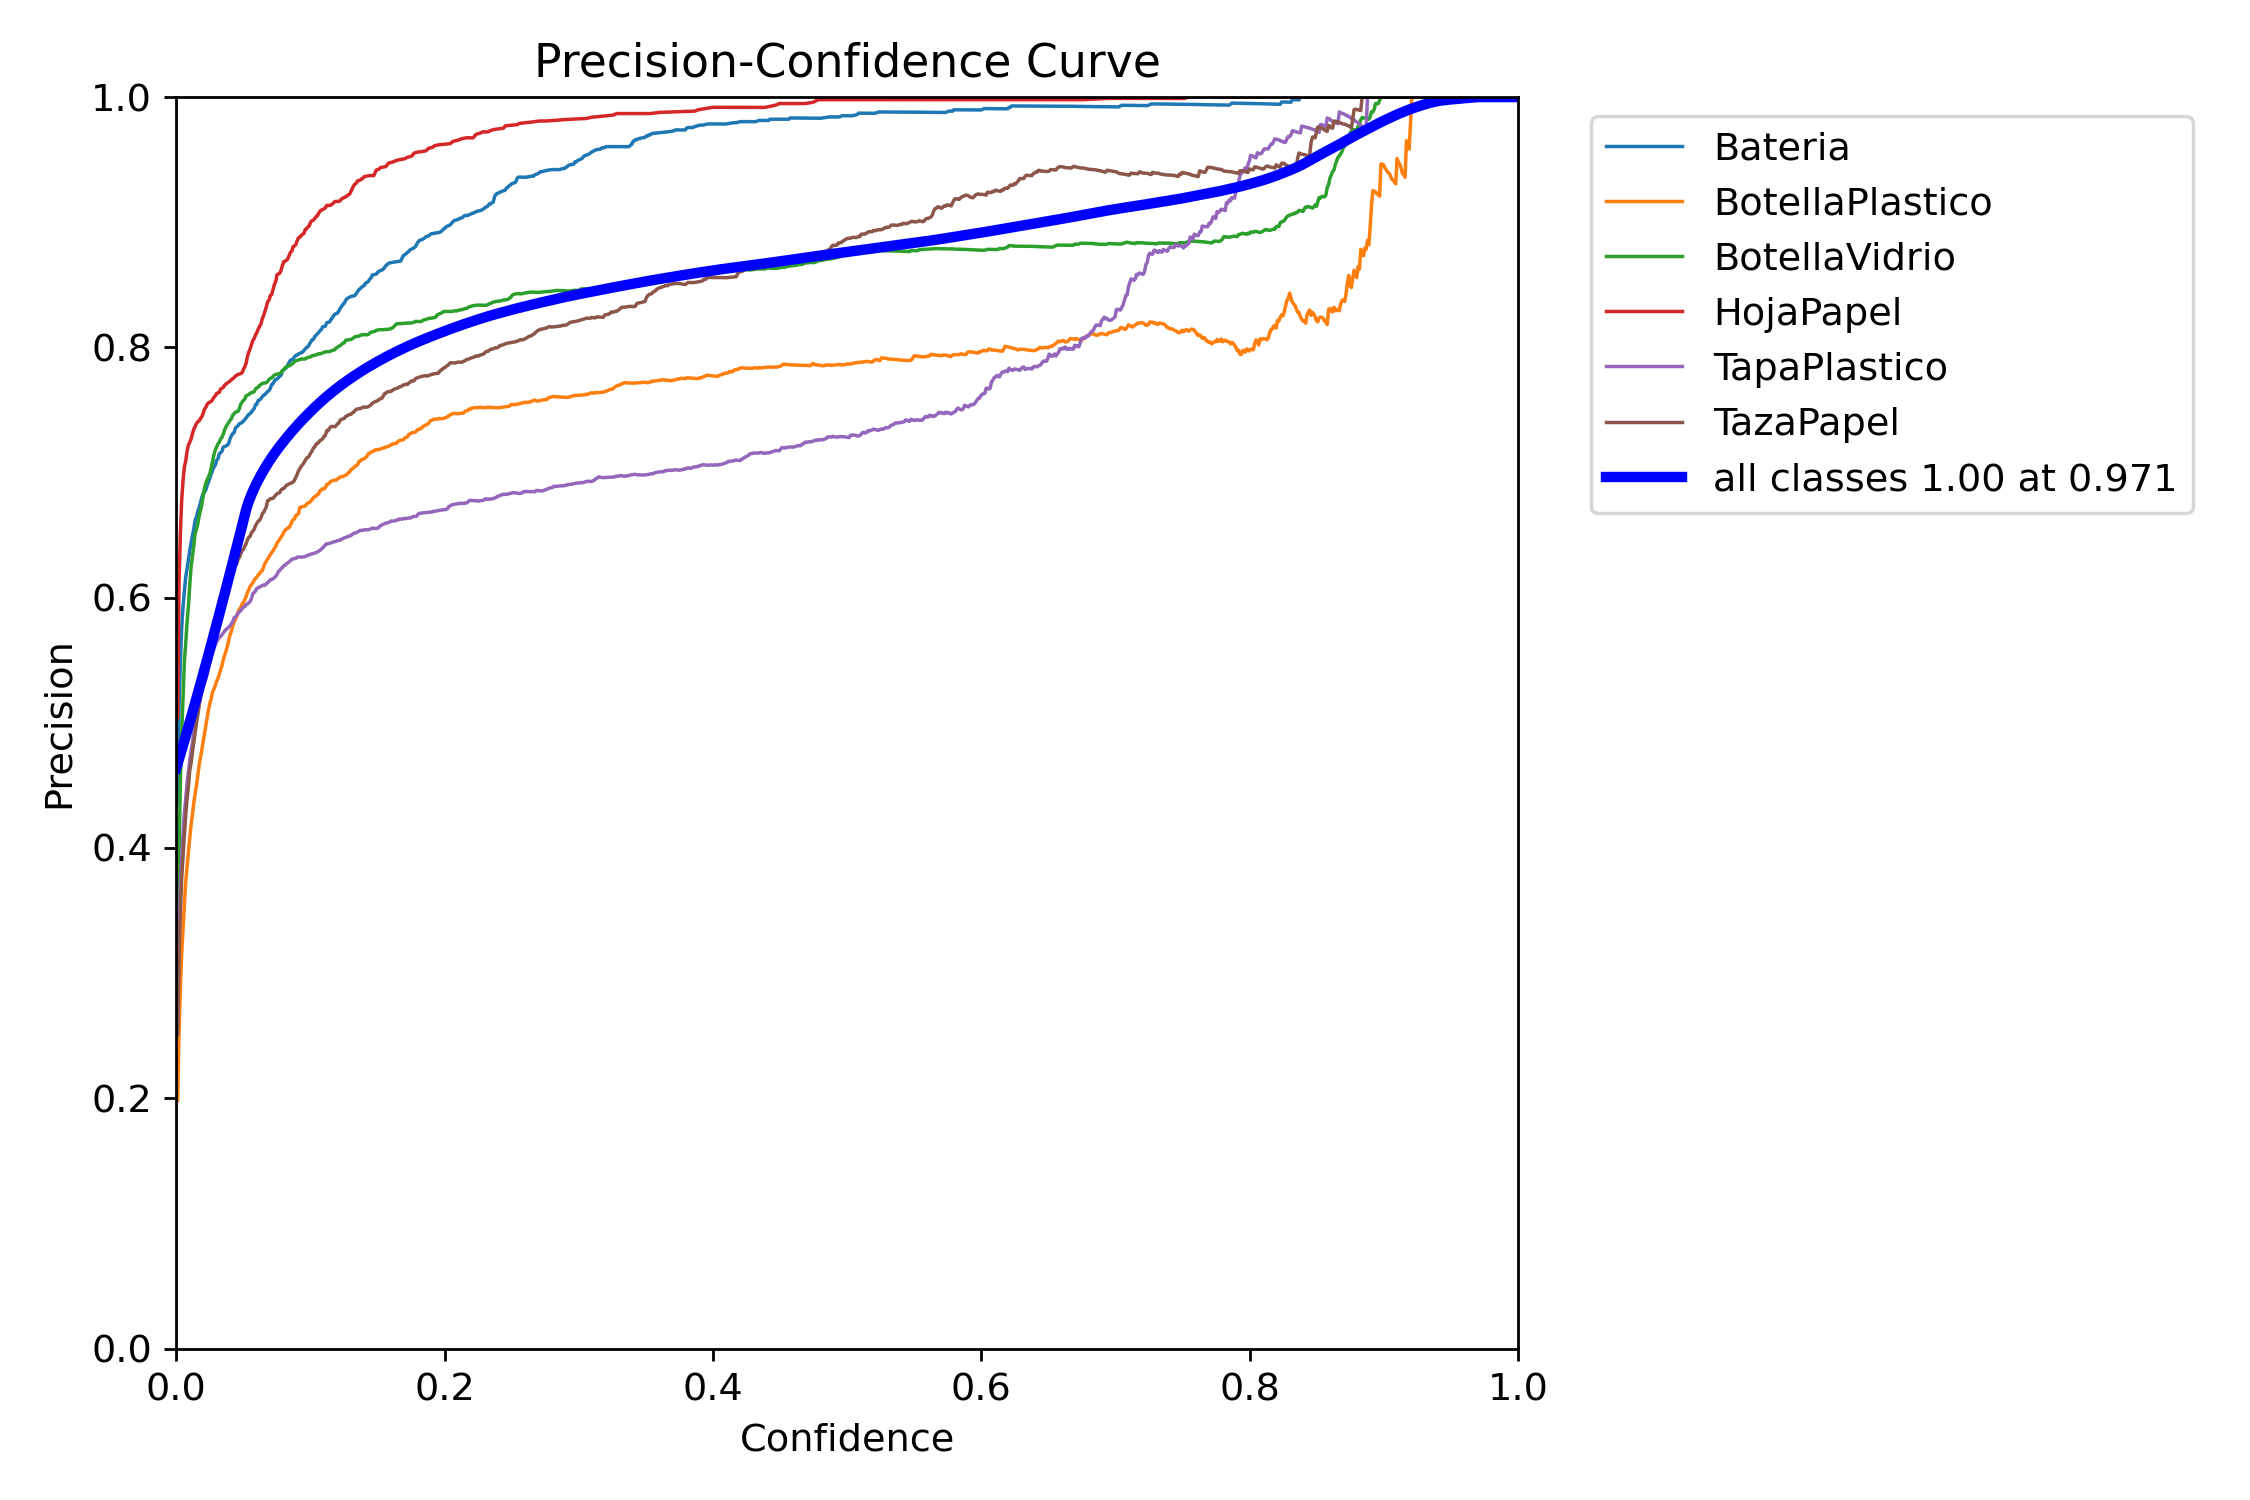 Precision-Confidence Curve
1.0
0.8
0.6
0.4
0.2
0.0
Precision
0.0 0.2 0.4 0.6 0.8 1.0
Confidence
Bateria
BotellaPlastico
BotellaVidrio
HojaPapel
TapaPlastico
TazaPapel
all classes 1.00 at 0.971